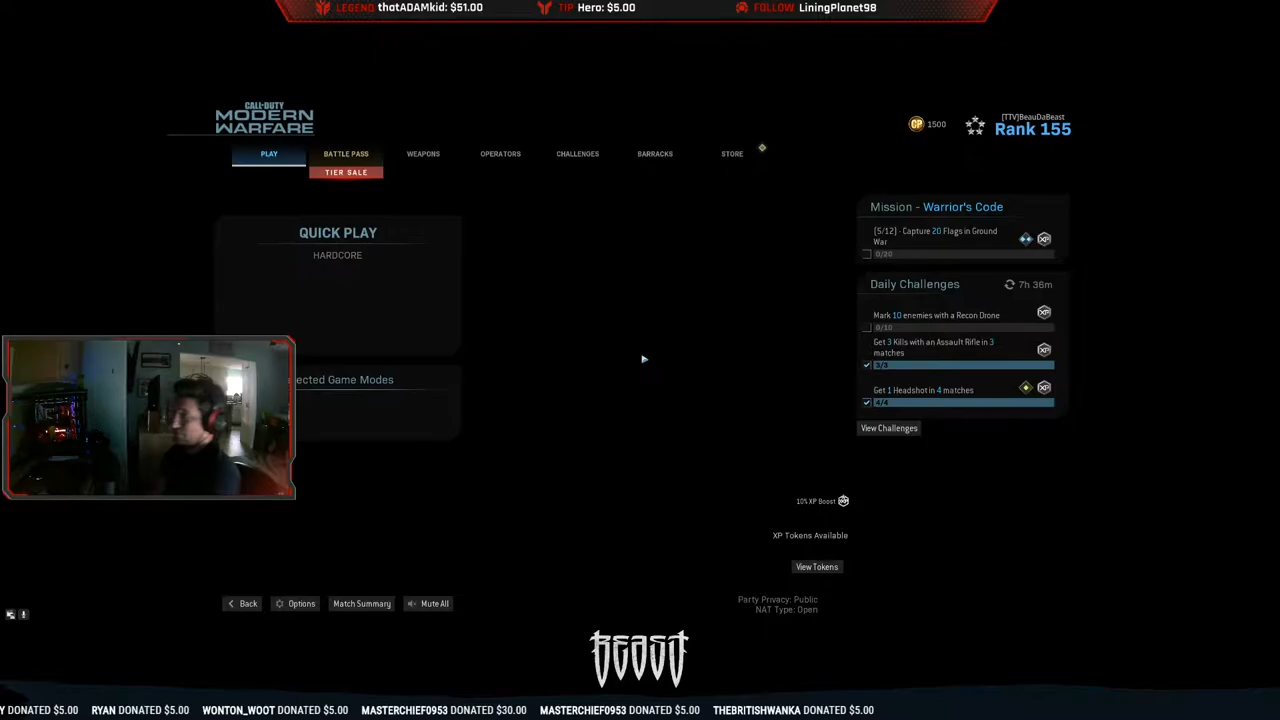 LEGEND thatADAMkid: $51.00 TIP Hero: $5.00 FOLLOW LiningPlanet98
CALL OF DUTY
MODERN
WARFARE
CP 1500
[TTV]BeauDaBeast
Rank 155
PLAY BATTLE PASS WEAPONS OPERATORS CHALLENGES BARRACKS STORE
TIER SALE
QUICK PLAY
HARDCORE
ected Game Modes
Mission - Warrior's Code
[5/12] - Capture 20 Flags in Ground
War
0/20
Daily Challenges 7h 36m
Mark 10 enemies with a Recon Drone
0/10
Get 3 Kills with an Assault Rifle in 3
matches
3/3
Get 1 Headshot in 4 matches
4/4
View Challenges
10% XP Boost
XP Tokens Available
View Tokens
Back Options Match Summary Mute All
Party Privacy: Public
NAT Type: Open
BEAST
Y DONATED $5.00 RYAN DONATED $5.00 WONTON_WOOT DONATED $5.00 MASTERCHIEF0953 DONATED $30.00 MASTERCHIEF0953 DONATED $5.00 THEBRITISHWANKA DONATED $5.00